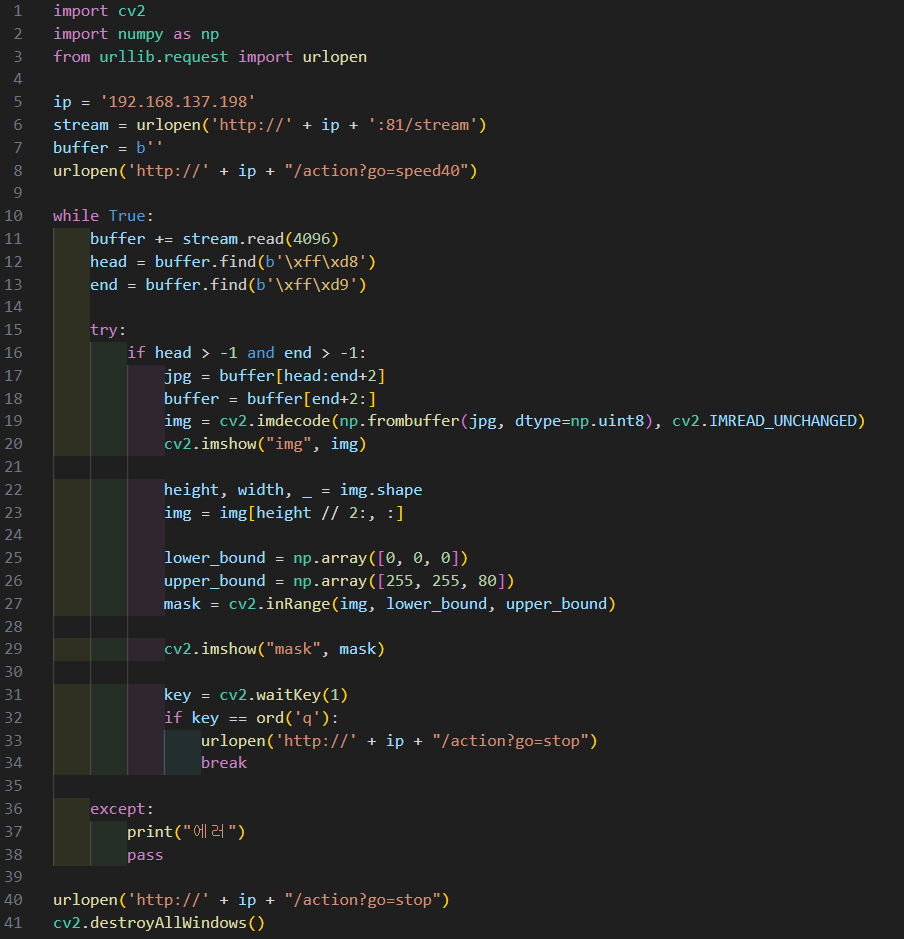 1 import cv2
2 import numpy as np
3 from urllib.request import urlopen
4
5 ip = '192.168.137.198'
6 stream = urlopen('http://' + ip + ':81/stream')
7 buffer = b''
8 urlopen('http://' + ip + "/action?go=speed40")
9
10 while True:
11     buffer += stream.read(4096)
12     head = buffer.find(b'\xff\xd8')
13     end = buffer.find(b'\xff\xd9')
14
15     try:
16         if head > -1 and end > -1:
17             jpg = buffer[head:end+2]
18             buffer = buffer[end+2:]
19             img = cv2.imdecode(np.frombuffer(jpg, dtype=np.uint8), cv2.IMREAD_UNCHANGED)
20             cv2.imshow("img", img)
21
22             height, width, _ = img.shape
23             img = img[height // 2:, :]
24
25             lower_bound = np.array([0, 0, 0])
26             upper_bound = np.array([255, 255, 80])
27             mask = cv2.inRange(img, lower_bound, upper_bound)
28
29             cv2.imshow("mask", mask)
30
31             key = cv2.waitKey(1)
32             if key == ord('q'):
33                 urlopen('http://' + ip + "/action?go=stop")
34                 break
35
36     except:
37         print("에러")
38         pass
39
40 urlopen('http://' + ip + "/action?go=stop")
41 cv2.destroyAllWindows()